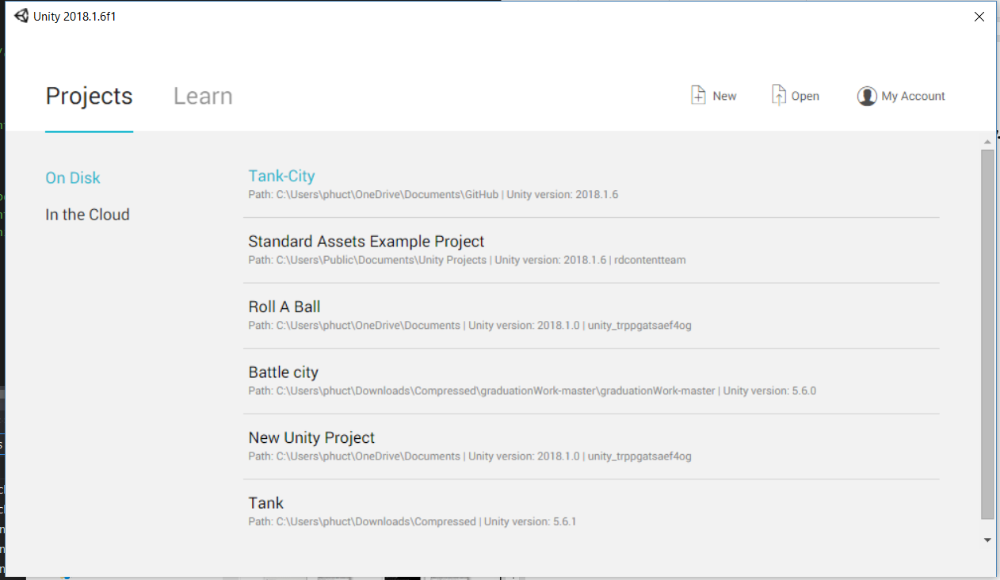 Unity 2018.1.6f1
Projects Learn New Open My Account
On Disk
In the Cloud
Tank-City
Path: C:\Users\phuct\OneDrive\Documents\GitHub | Unity version: 2018.1.6
Standard Assets Example Project
Path: C:\Users\Public\Documents\Unity Projects | Unity version: 2018.1.6 | rdcontentteam
Roll A Ball
Path: C:\Users\phuct\OneDrive\Documents | Unity version: 2018.1.0 | unity_trppgatsaef4og
Battle city
Path: C:\Users\phuct\Downloads\Compressed\graduationWork-master\graduationWork-master | Unity version: 5.6.0
New Unity Project
Path: C:\Users\phuct\OneDrive\Documents | Unity version: 2018.1.0 | unity_trppgatsaef4og
Tank
Path: C:\Users\phuct\Downloads\Compressed | Unity version: 5.6.1